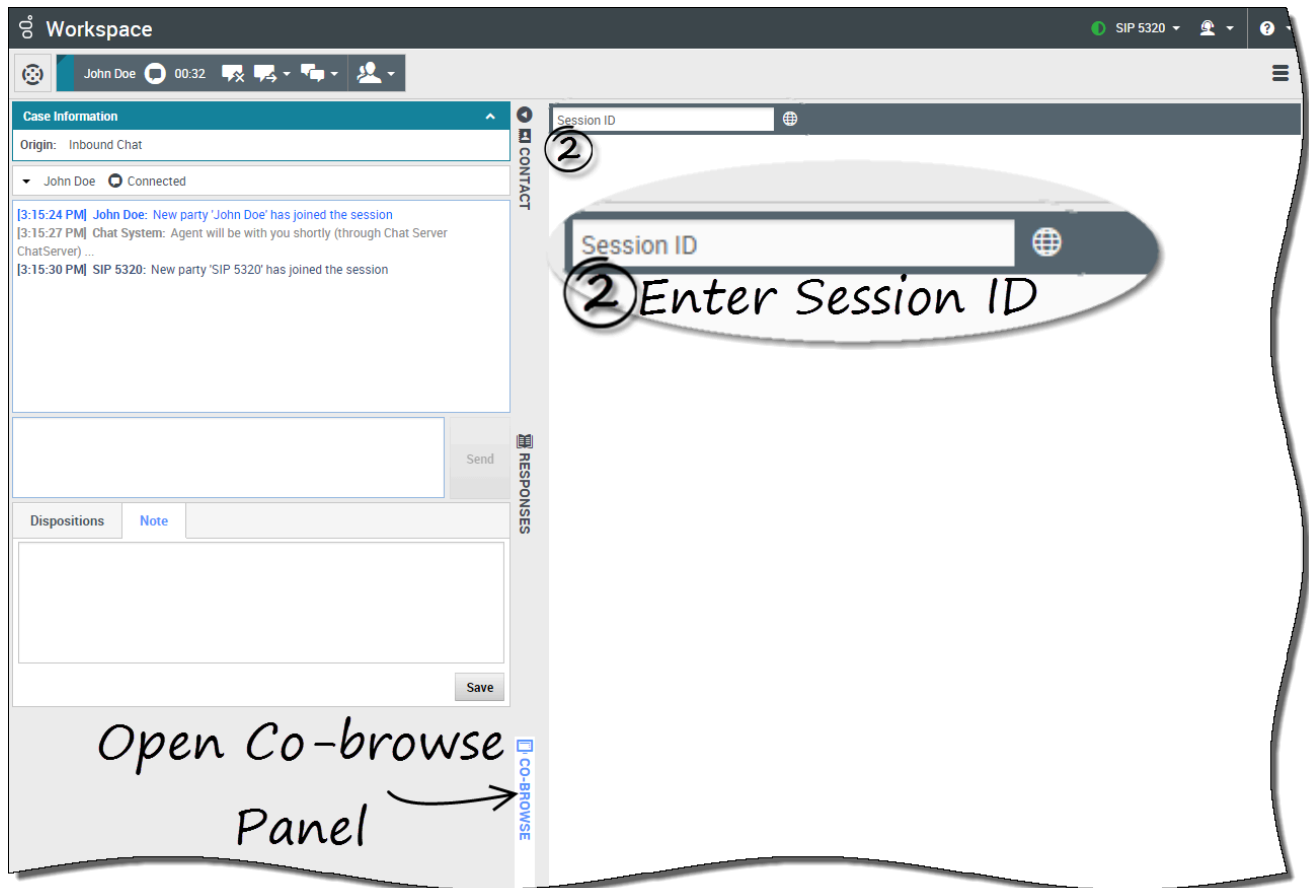 Workspace
SIP 5320
John Doe 00:32
Case Information
Origin: Inbound Chat
John Doe Connected
[3:15:24 PM] John Doe: New party 'John Doe' has joined the session
[3:15:27 PM] Chat System: Agent will be with you shortly (through Chat Server
ChatServer) ...
[3:15:30 PM] SIP 5320: New party 'SIP 5320' has joined the session
Send
Dispositions Note
Save
CONTACT
RESPONSES
CO-BROWSE
Session ID
2
Session ID
2 Enter Session ID
Open Co-browse
Panel